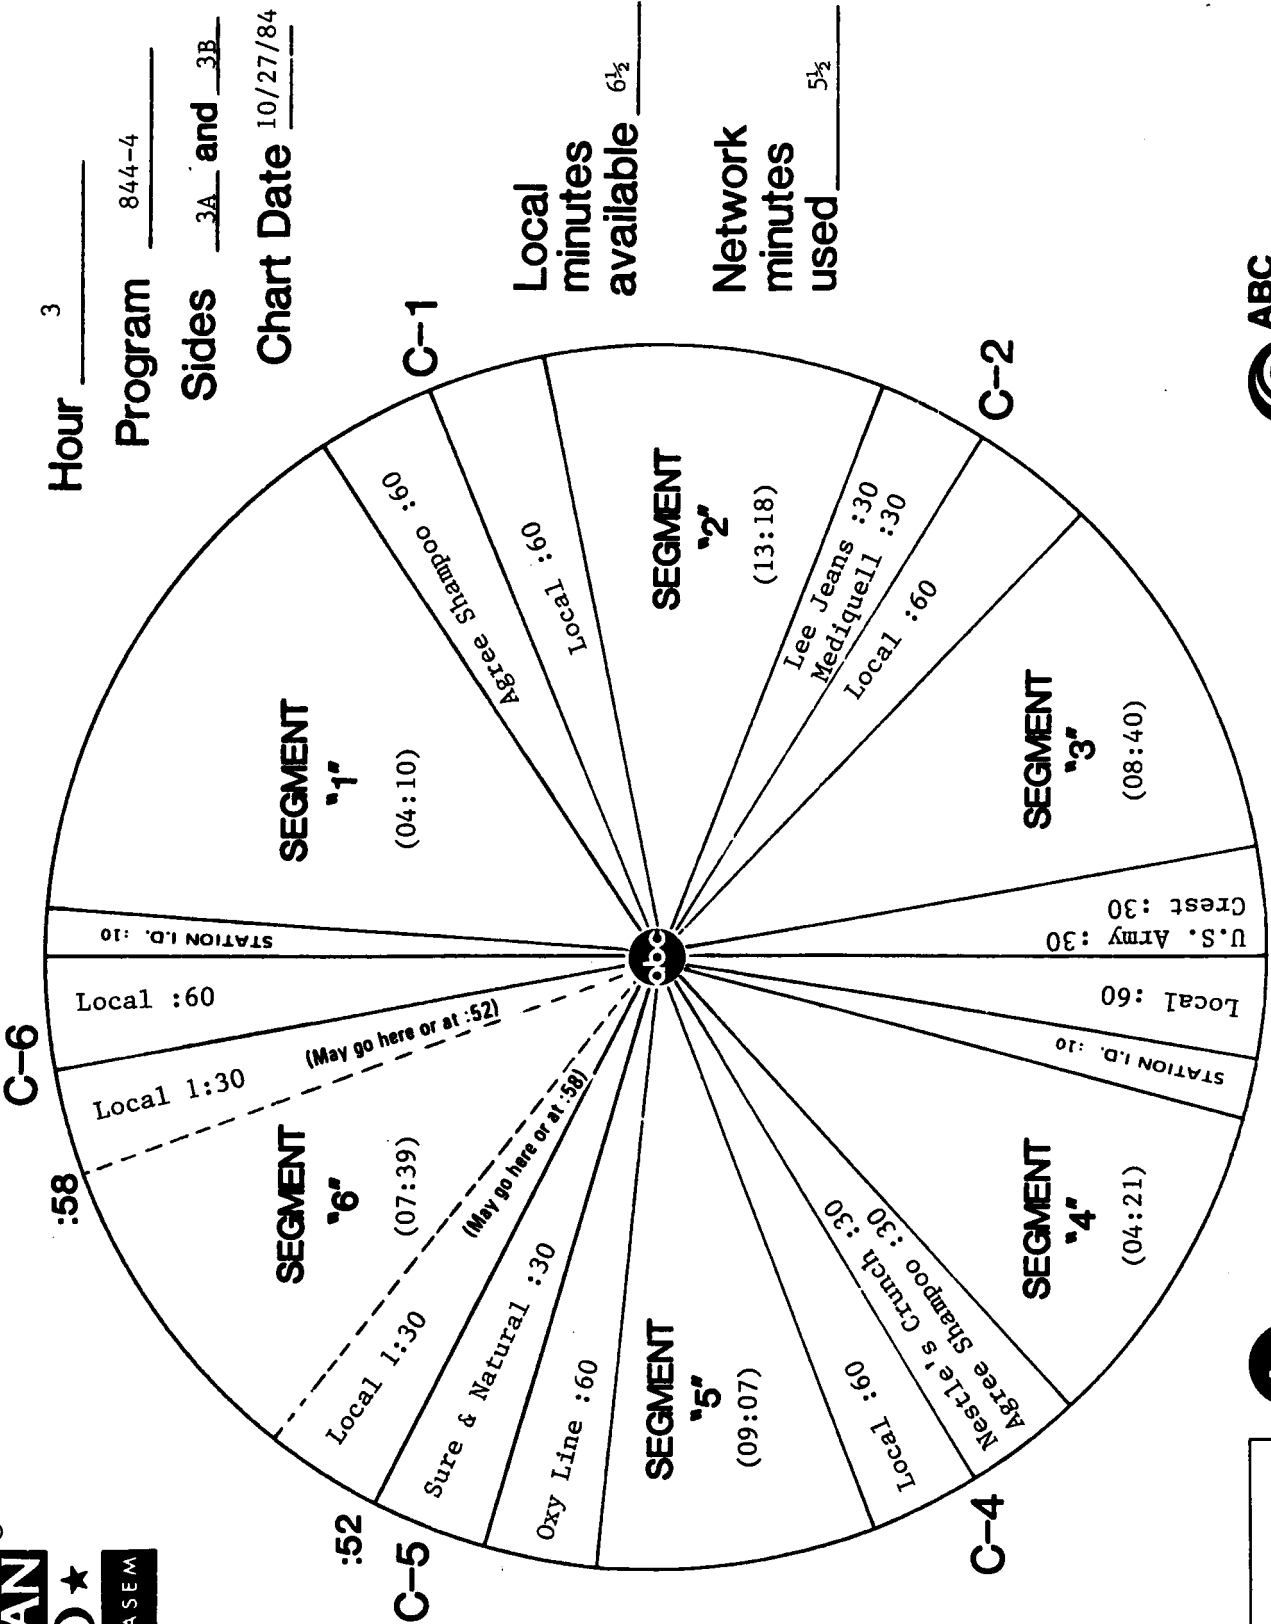 Hour 3
Program 844-4
Sides 3A and 3B
Chart Date 10/27/84
Local
minutes
available 6½
Network
minutes
used 5½
STATION I.D. :10
SEGMENT
"1"
(04:10)
Agree Shampoo :60
C-1
Local :60
SEGMENT
"2"
(13:18)
Lee Jeans :30
Mediquell :30
C-2
Local :60
SEGMENT
"3"
(08:40)
Crest :30
U.S. Army :30
Local :60
STATION I.D. :10
SEGMENT
"4"
(04:21)
Agree Shampoo :30
Nestle's Crunch :30
C-4
Local :60
SEGMENT
"5"
(09:07)
Oxy Line :60
Sure & Natural :30
C-5
:52
Local 1:30
(May go here or at :58)
SEGMENT
"6"
(07:39)
:58
Local 1:30
(May go here or at :52)
C-6
Local :60
abc
ABC
AN
ASEM